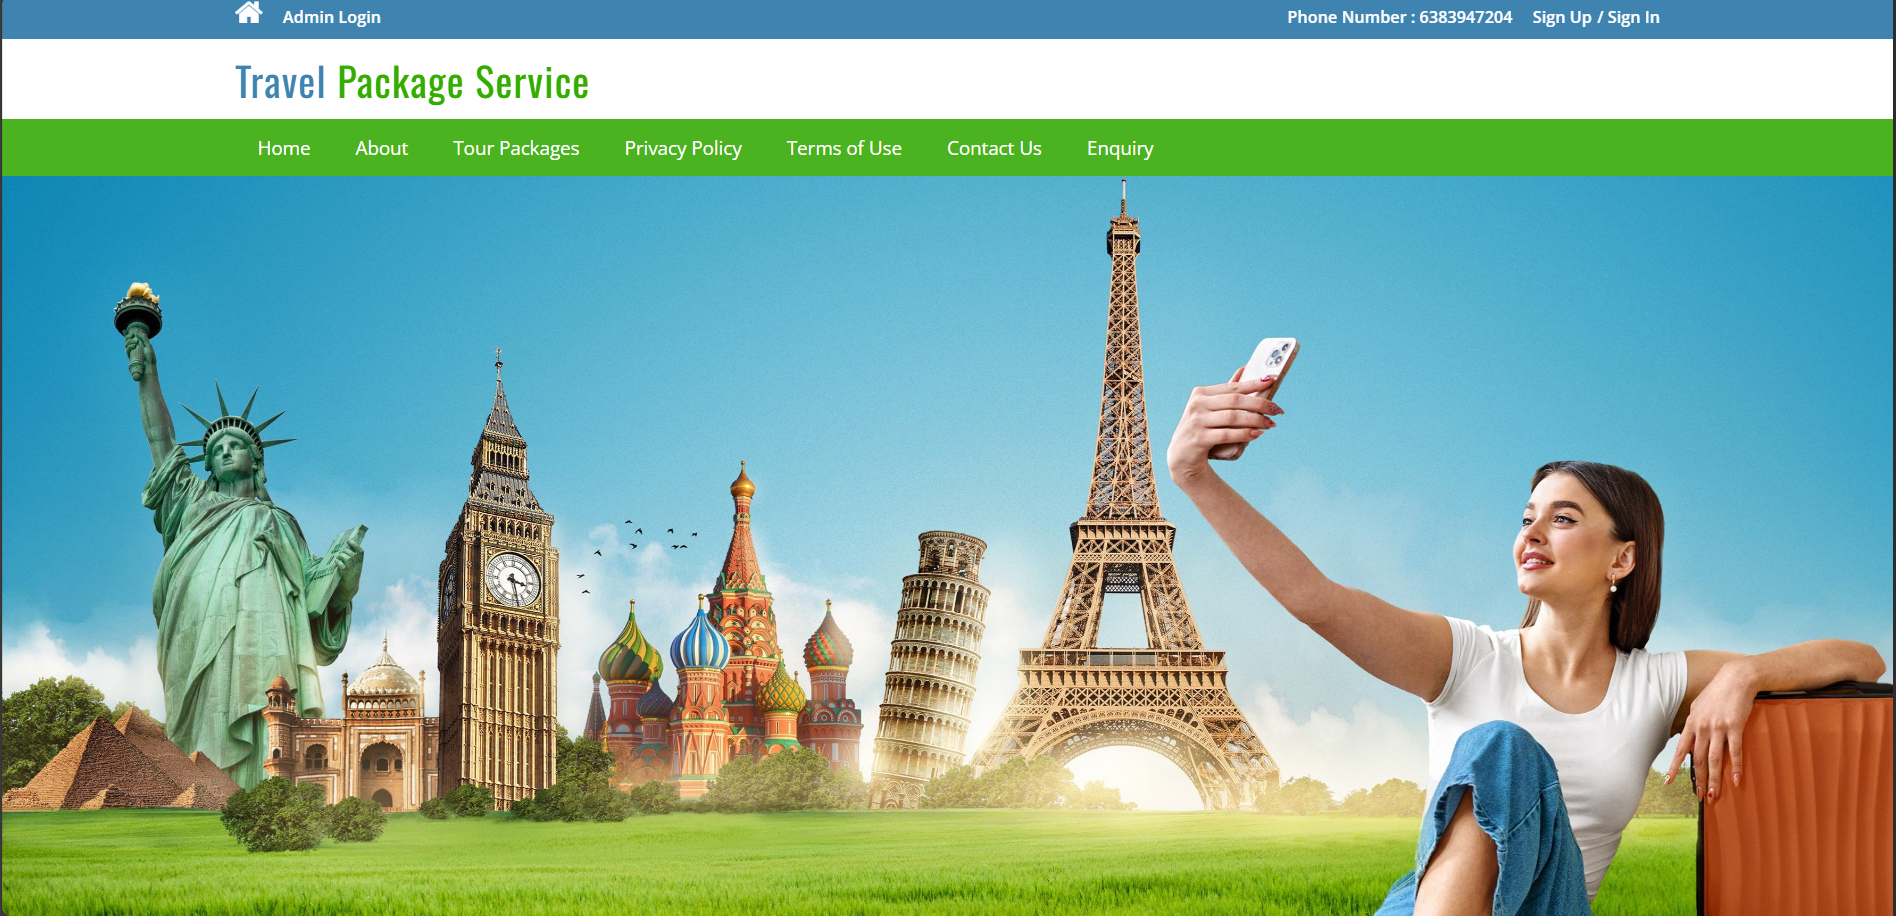 Admin Login
Phone Number : 6383947204 Sign Up / Sign In
Travel Package Service
Home About Tour Packages Privacy Policy Terms of Use Contact Us Enquiry